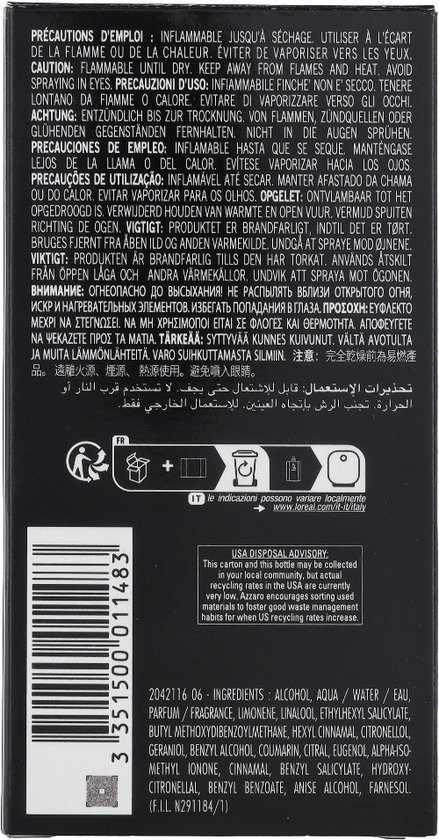 PRÉCAUTIONS D'EMPLOI : INFLAMMABLE JUSQU'À SÉCHAGE. UTILISER À L'ÉCART
DE LA FLAMME OU DE LA CHALEUR. ÉVITER DE VAPORISER VERS LES YEUX.
CAUTION: FLAMMABLE UNTIL DRY. KEEP AWAY FROM FLAMES AND HEAT. AVOID
SPRAYING IN EYES. PRECAUZIONI D'USO: INFIAMMABILE FINCHE' NON E' SECCO. TENERE
LONTANO DA FIAMME O CALORE. EVITARE DI VAPORIZZARE VERSO GLI OCCHI.
ACHTUNG: ENTZÜNDLICH BIS ZUR TROCKNUNG. VON FLAMMEN, ZÜNDQUELLEN ODER
GLÜHENDEN GEGENSTÄNDEN FERNHALTEN. NICHT IN DIE AUGEN SPRÜHEN.
PRECAUCIONES DE EMPLEO: INFLAMABLE HASTA QUE SE SEQUE. MANTÉNGASE
LEJOS DE LA LLAMA O DEL CALOR. EVÍTESE VAPORIZAR HACIA LOS OJOS.
PRECAUÇÕES DE UTILIZAÇÃO: INFLAMÁVEL ATÉ SECAR. MANTER AFASTADO DA CHAMA
OU DO CALOR. EVITAR VAPORIZAR PARA OS OLHOS. OPGELET: ONTVLAMBAAR TOT HET
OPGEDROOGD IS. VERWIJDERD HOUDEN VAN WARMTE EN OPEN VUUR. VERMIJD SPUITEN
RICHTING DE OGEN. VIGTIGT: PRODUKTET ER BRANDFARLIGT, INDTIL DET ER TØRT.
BRUGES FJERNT FRA ÅBEN ILD OG ANDEN VARMEKILDE. UNDGÅ AT SPRAYE MOD ØJNENE.
VIKTIGT: PRODUKTEN ÄR BRANDFARLIG TILLS DEN HAR TORKAT. ANVÄNDS ÅTSKILT
FRÅN ÖPPEN LÅGA OCH ANDRA VÄRMEKÄLLOR. UNDVIK ATT SPRAYA MOT ÖGONEN.
ВНИМАНИЕ: ОГНЕОПАСНО ДО ВЫСЫХАНИЯ! НЕ РАСПЫЛЯТЬ ВБЛИЗИ ОТКРЫТОГО ОГНЯ,
ИСКР И НАГРЕВАТЕЛЬНЫХ ЭЛЕМЕНТОВ. ИЗБЕГАТЬ ПОПАДАНИЯ В ГЛАЗА. ΠΡΟΣΟΧΗ: ΕΥΦΛΕΚΤΟ
ΜΕΧΡΙ ΝΑ ΣΤΕΓΝΩΣΕΙ. ΝΑ ΜΗ ΧΡΗΣΙΜΟΠΟΙΕΙ ΤΑΙ ΣΕ ΦΛΟΓΕΣ ΚΑΙ ΘΕΡΜΟΤΗΤΑ. ΑΠΟΦΕΥΓΕΤΕ
ΝΑ ΨΕΚΑΖΕΤΕ ΠΡΟΣ ΤΑ ΜΑΤΙΑ. TÄRKEÄÄ: SYTTYVÄÄ KUNNES KUIVUNUT. VÄLTÄ AVOTULTA
JA MUITA LÄMMÖNLÄHTEITÄ. VARO SUIHKUTTAMASTA SILMIIN. 注意：完全乾燥前為易燃產
品。遠離火源、煙源、熱源使用。避免噴入眼睛。
تحذيرات الإستعمال: قابل للإشتعال حتى يجف. لا تستخدم قرب النار أو
الحرارة. تجنب الرش بإتجاه العينين. للإستعمال الخارجي فقط.
FR
IT le indicazioni possono variare localmente
www.loreal.com/it-it/italy
USA DISPOSAL ADVISORY:
This carton and this bottle may be collected
in your local community, but actual
recycling rates in the USA are currently
very low. Azzaro encourages sorting used
materials to foster good waste management
habits for when US recycling rates increase.
3 351500 011483
2042116 06 - INGREDIENTS : ALCOHOL, AQUA / WATER / EAU,
PARFUM / FRAGRANCE, LIMONENE, LINALOOL, ETHYLHEXYL SALICYLATE,
BUTYL METHOXYDIBENZOYLMETHANE, HEXYL CINNAMAL, CITRONELLOL,
GERANIOL, BENZYL ALCOHOL, COUMARIN, CITRAL, EUGENOL, ALPHA-ISO-
METHYL IONONE, CINNAMAL, BENZYL SALICYLATE, HYDROXY-
CITRONELLAL, BENZYL BENZOATE, ANISE ALCOHOL, FARNESOL.
(F.I.L N291184/1)